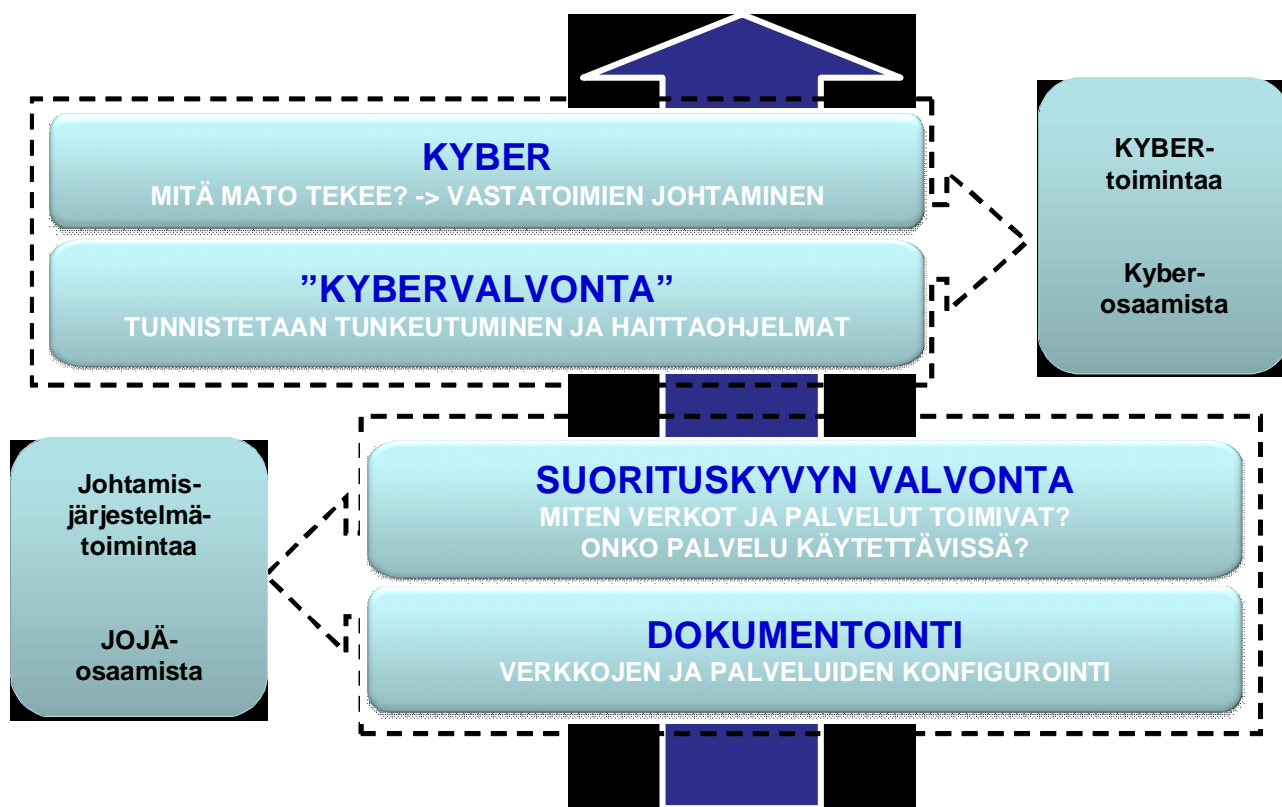 KYBER
MITÄ MATO TEKEE? -> VASTATOIMIEN JOHTAMINEN
”KYBERVALVONTA”
TUNNISTETAAN TUNKEUTUMINEN JA HAITTAOHJELMAT
KYBER-
toimintaa
Kyber-
osaamista
Johtamis-
järjestelmä-
toimintaa
JOJÄ-
osaamista
SUORITUSKYVYN VALVONTA
MITEN VERKOT JA PALVELUT TOIMIVAT?
ONKO PALVELU KÄYTETTÄVISSÄ?
DOKUMENTOINTI
VERKKOJEN JA PALVELUIDEN KONFIGUROINTI